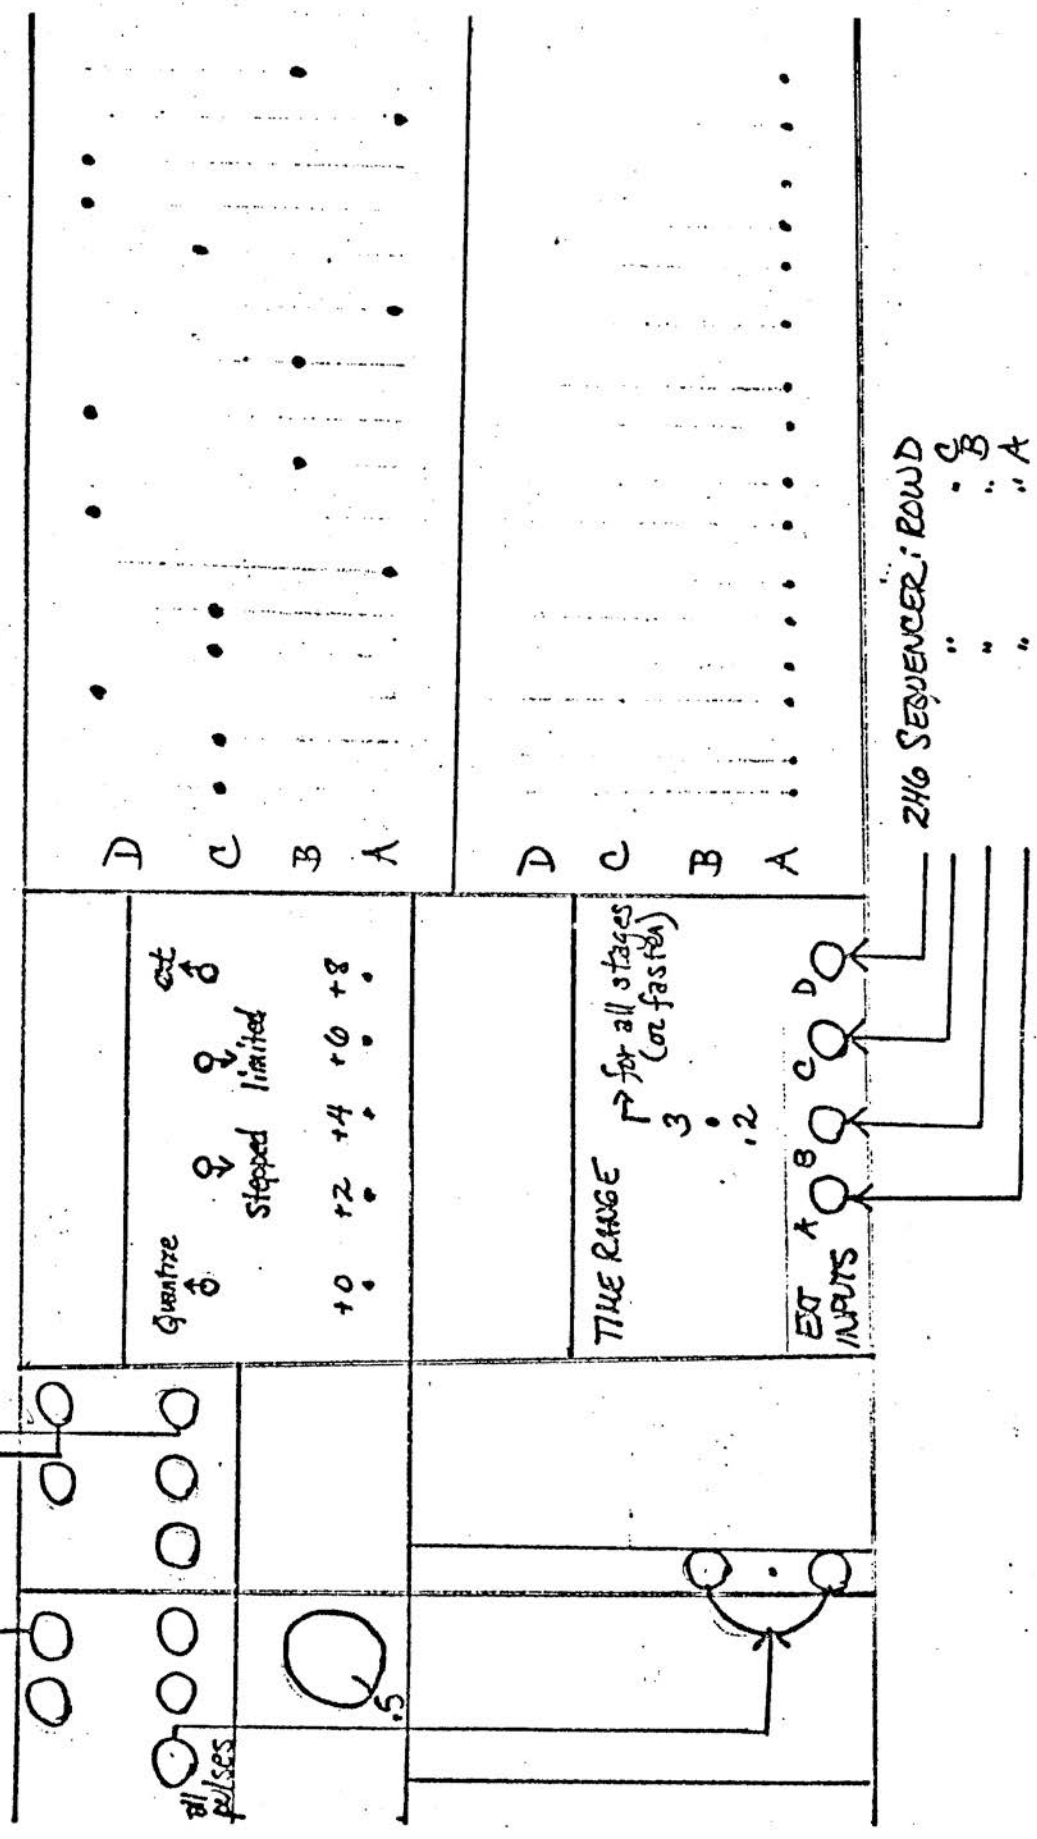 all
pulses
.5
Quantize
ext
stepped limited
+0 +2 +4 +6 +8
TIME RANGE
for all stages
3 (or faster)
.2
EXT
INPUTS
A B C D
D
C
B
A
D
C
B
A
246 SEQUENCER: ROW D
" " C
" " B
" " A